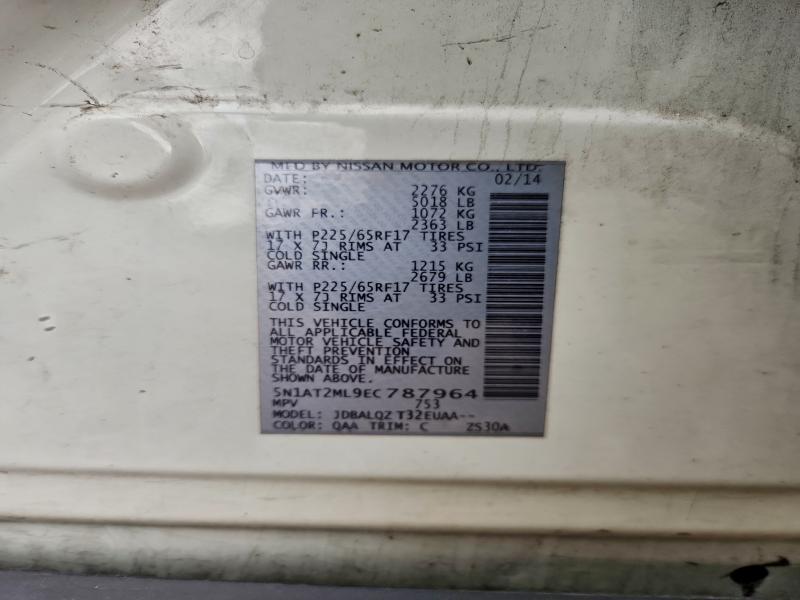 MFD BY NISSAN MOTOR CO., LTD.
DATE: 02/14
GVWR: 2276 KG
5018 LB
GAWR FR.: 1072 KG
2363 LB
WITH P225/65RF17 TIRES
17 X 7J RIMS AT 33 PSI
COLD SINGLE
GAWR RR.: 1215 KG
2679 LB
WITH P225/65RF17 TIRES
17 X 7J RIMS AT 33 PSI
COLD SINGLE
THIS VEHICLE CONFORMS TO
ALL APPLICABLE FEDERAL
MOTOR VEHICLE SAFETY AND
THEFT PREVENTION
STANDARDS IN EFFECT ON
THE DATE OF MANUFACTURE
SHOWN ABOVE.
5N1AT2ML9EC787964
MPV 753
MODEL: JDBALQZ T32EUAA--
COLOR: QAA TRIM: C ZS30A